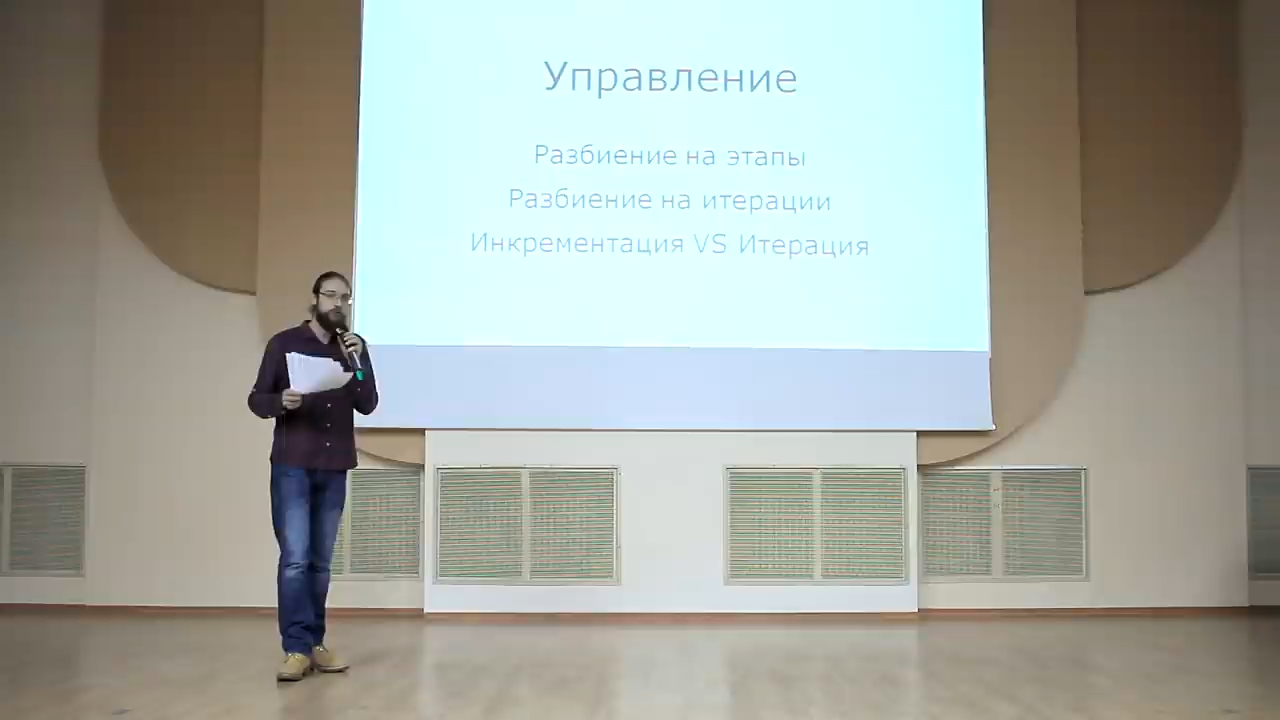 Управление
Разбиение на этапы
Разбиение на итерации
Инкрементация VS Итерация